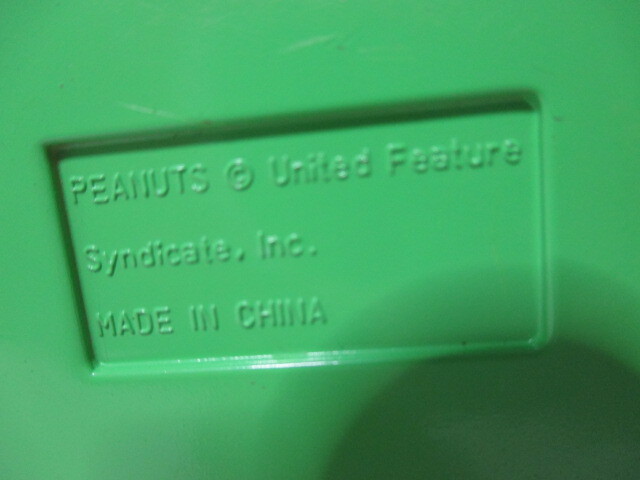 PEANUTS © United Feature
Syndicate, Inc.
MADE IN CHINA